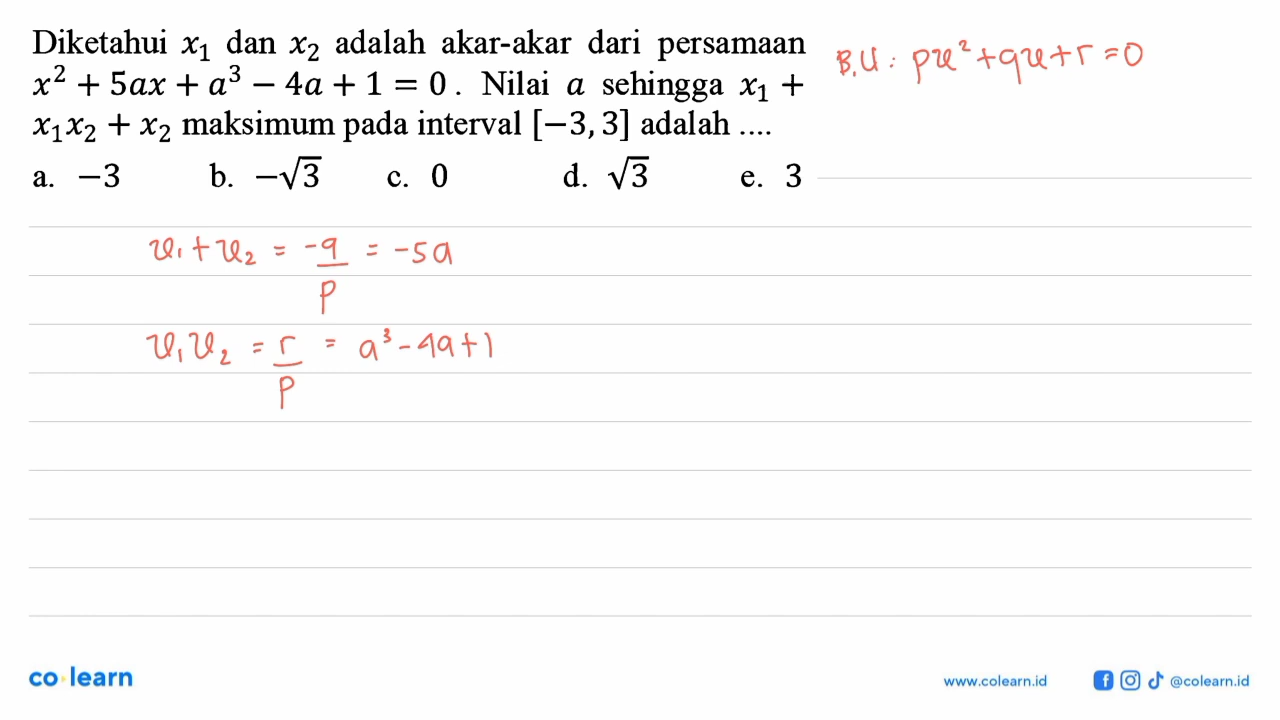 Diketahui x₁ dan x₂ adalah akar-akar dari persamaan
x² + 5ax + a³ − 4a + 1 = 0 . Nilai a sehingga x₁ +
x₁x₂ + x₂ maksimum pada interval [−3, 3] adalah ....
a. −3 b. −√3 c. 0 d. √3 e. 3
B.U : px² + qx + r = 0
x₁ + x₂ = -q/p = -5a
x₁x₂ = r/p = a³ - 4a + 1
co learn
www.colearn.id
@colearn.id